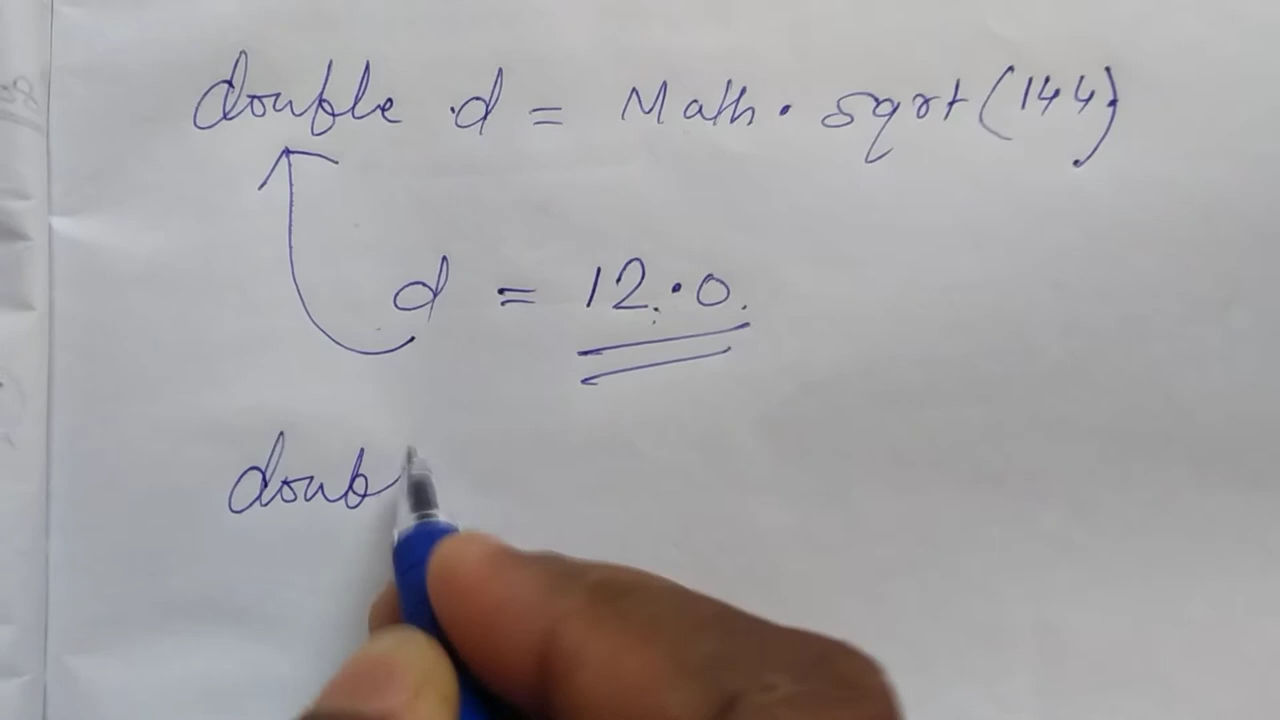 double d = Math.sqrt(144)
d = 12.0.
doub